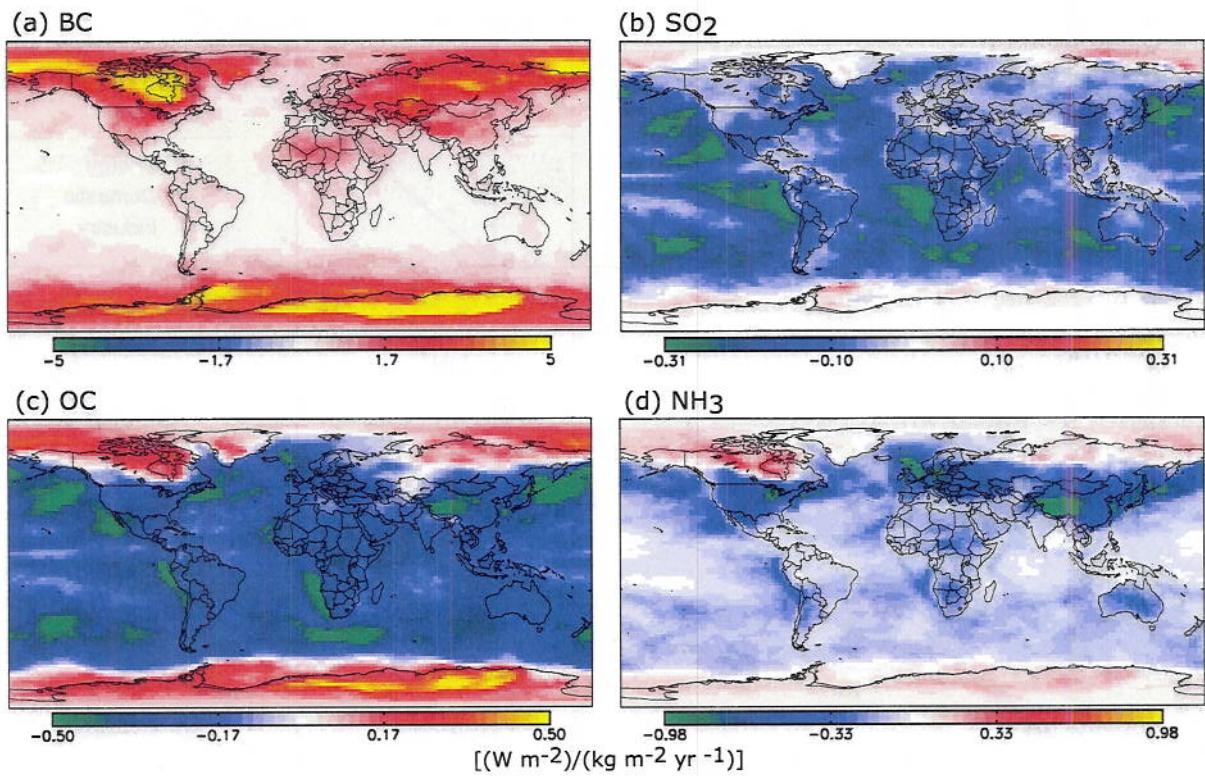 (a) BC
(b) SO2
-5 -1.7 1.7 5
-0.31 -0.10 0.10 0.31
(c) OC
(d) NH3
-0.50 -0.17 0.17 0.50
-0.98 -0.33 0.33 0.98
[(W m-2)/(kg m-2 yr -1)]